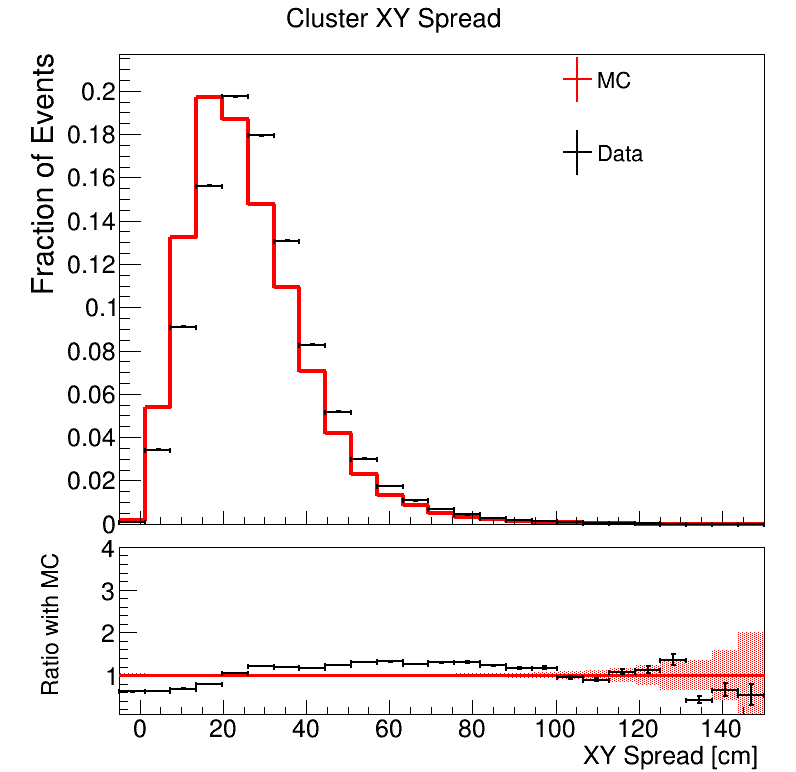 Cluster XY Spread
Fraction of Events
0.2
0.18
0.16
0.14
0.12
0.1
0.08
0.06
0.04
0.02
0
MC
Data
Ratio with MC
4
3
2
1
0 20 40 60 80 100 120 140
XY Spread [cm]